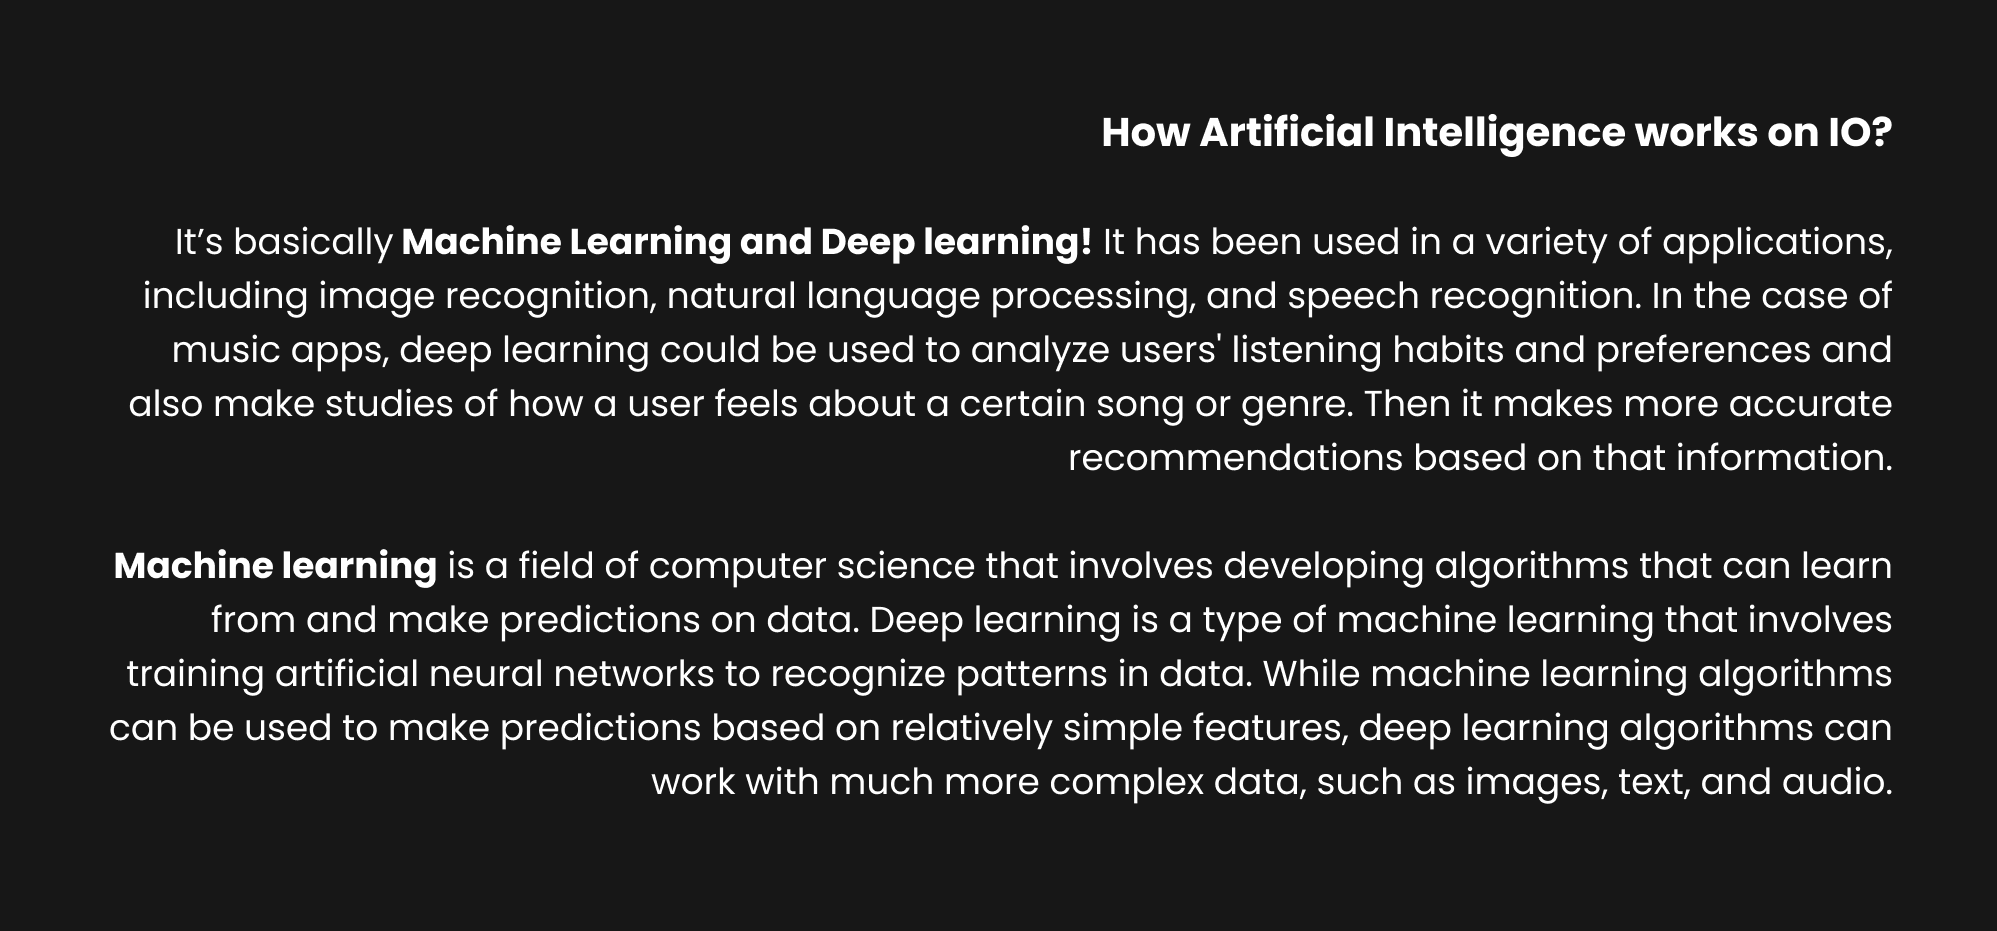 How Artificial Intelligence works on IO?
It’s basically Machine Learning and Deep learning! It has been used in a variety of applications,
including image recognition, natural language processing, and speech recognition. In the case of
music apps, deep learning could be used to analyze users' listening habits and preferences and
also make studies of how a user feels about a certain song or genre. Then it makes more accurate
recommendations based on that information.
Machine learning is a field of computer science that involves developing algorithms that can learn
from and make predictions on data. Deep learning is a type of machine learning that involves
training artificial neural networks to recognize patterns in data. While machine learning algorithms
can be used to make predictions based on relatively simple features, deep learning algorithms can
work with much more complex data, such as images, text, and audio.